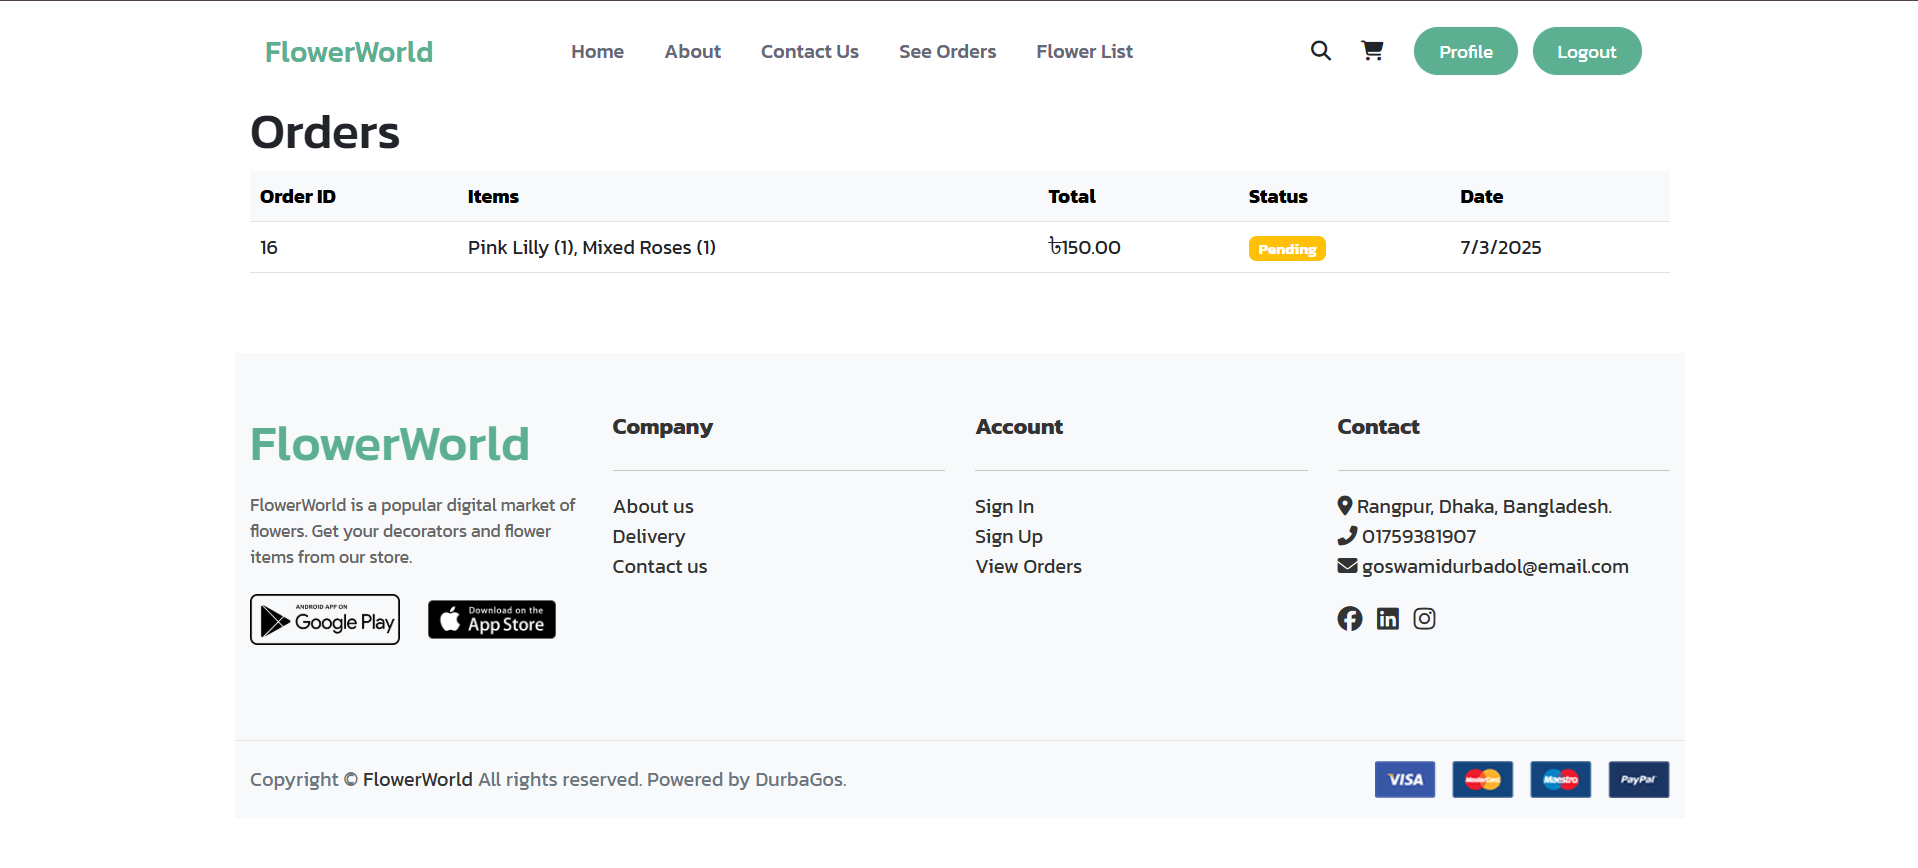 FlowerWorld Home About Contact Us See Orders Flower List Profile Logout
Orders
Order ID Items Total Status Date
16 Pink Lilly (1), Mixed Roses (1) ৳150.00 Pending 7/3/2025
FlowerWorld
FlowerWorld is a popular digital market of
flowers. Get your decorators and flower
items from our store.
ANDROID APP ON
Google Play
Download on the
App Store
Company
About us
Delivery
Contact us
Account
Sign In
Sign Up
View Orders
Contact
Rangpur, Dhaka, Bangladesh.
01759381907
goswamidurbadol@email.com
Copyright © FlowerWorld All rights reserved. Powered by DurbaGos.
VISA MasterCard Maestro PayPal